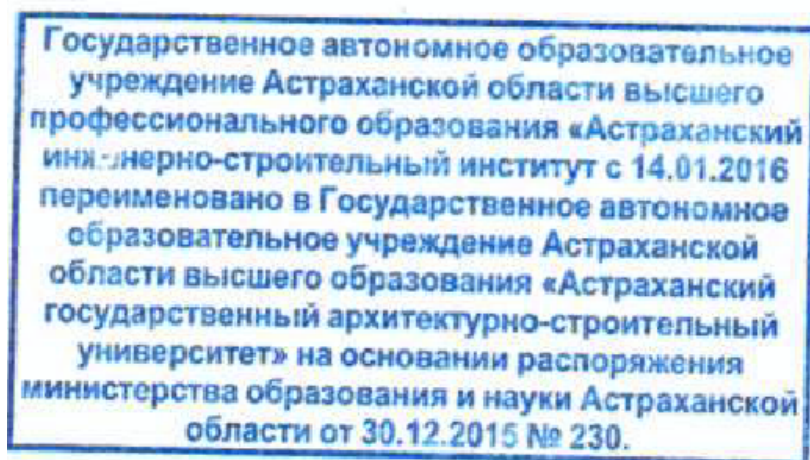 Государственное автономное образовательное
учреждение Астраханской области высшего
профессионального образования «Астраханский
инженерно-строительный институт с 14.01.2016
переименовано в Государственное автономное
образовательное учреждение Астраханской
области высшего образования «Астраханский
государственный архитектурно-строительный
университет» на основании распоряжения
министерства образования и науки Астраханской
области от 30.12.2015 № 230.